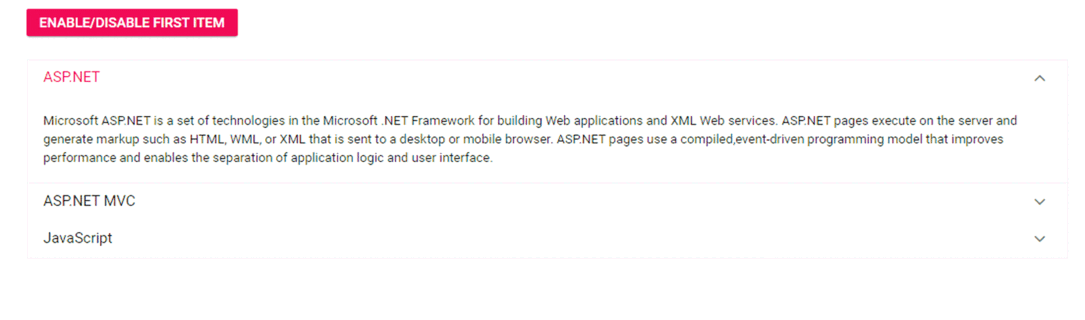 ENABLE/DISABLE FIRST ITEM
ASP.NET
Microsoft ASP.NET is a set of technologies in the Microsoft .NET Framework for building Web applications and XML Web services. ASP.NET pages execute on the server and
generate markup such as HTML, WML, or XML that is sent to a desktop or mobile browser. ASP.NET pages use a compiled,event-driven programming model that improves
performance and enables the separation of application logic and user interface.
ASP.NET MVC
JavaScript